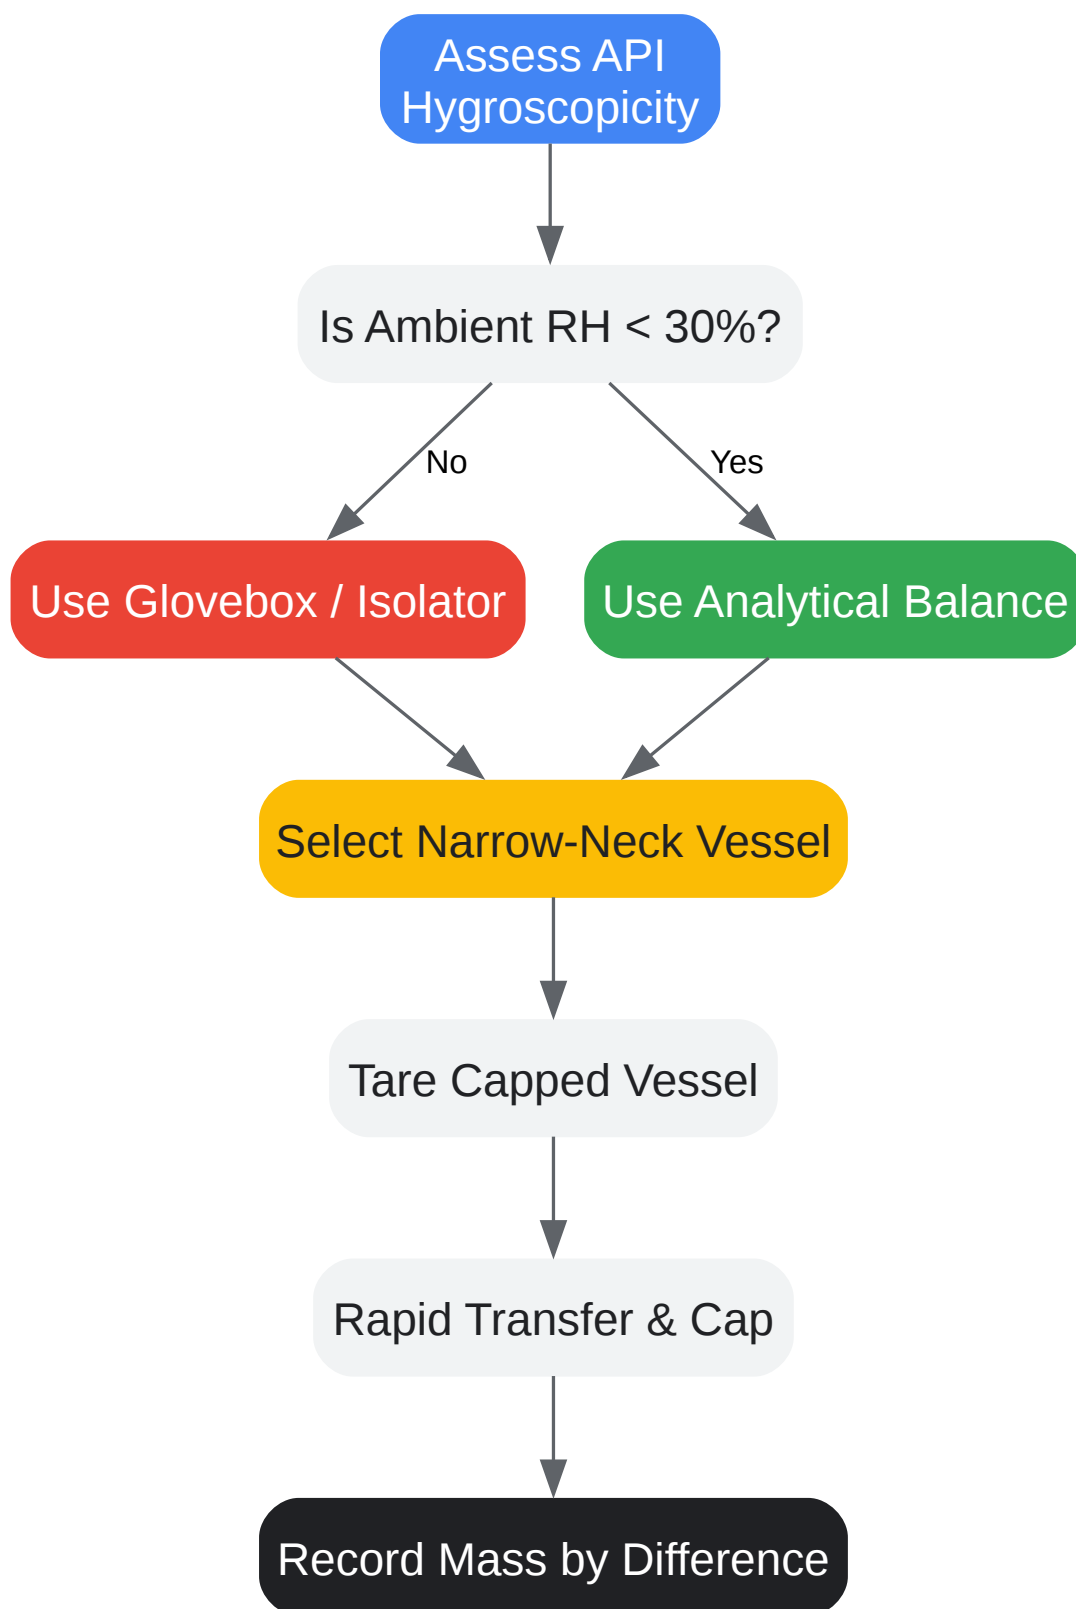 Assess API
Hygroscopicity
Is Ambient RH < 30%?
No
Yes
Use Glovebox / Isolator
Use Analytical Balance
Select Narrow-Neck Vessel
Tare Capped Vessel
Rapid Transfer & Cap
Record Mass by Difference